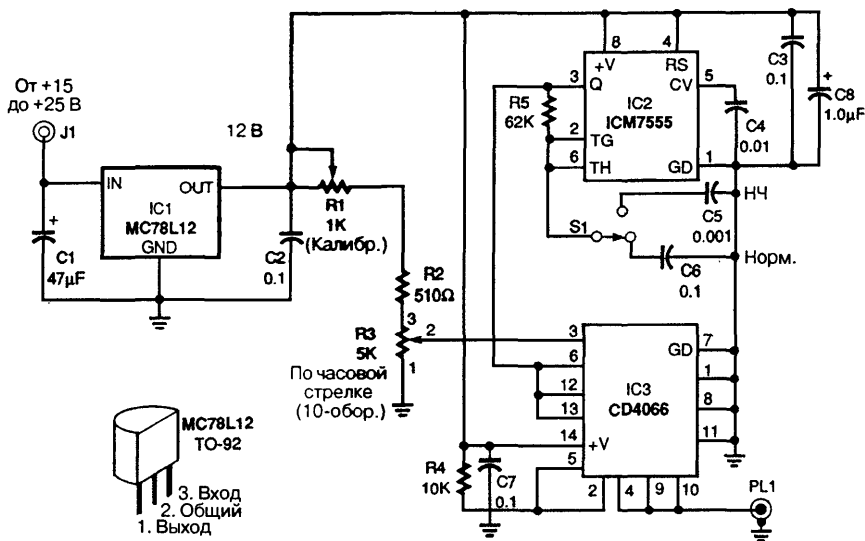 От +15
до +25 В
J1
12 В
IN
OUT
IC1
MC78L12
GND
+
C1
47µF
C2
0.1
R1
1K
(Калибр.)
R2
510Ω
R3
5K
3
2
1
По часовой
стрелке
(10-обор.)
8
4
+V
RS
3
Q
CV
5
IC2
ICM7555
R5
62K
2
TG
6
TH
GD
1
C3
0.1
+
C8
1.0µF
C4
0.01
S1
C5
0.001
НЧ
C6
0.1
Норм.
3
6
12
13
14
+V
5
IC3
CD4066
GD
7
1
8
11
2
4
9
10
R4
10K
C7
0.1
PL1
MC78L12
TO-92
3. Вход
2. Общий
1. Выход